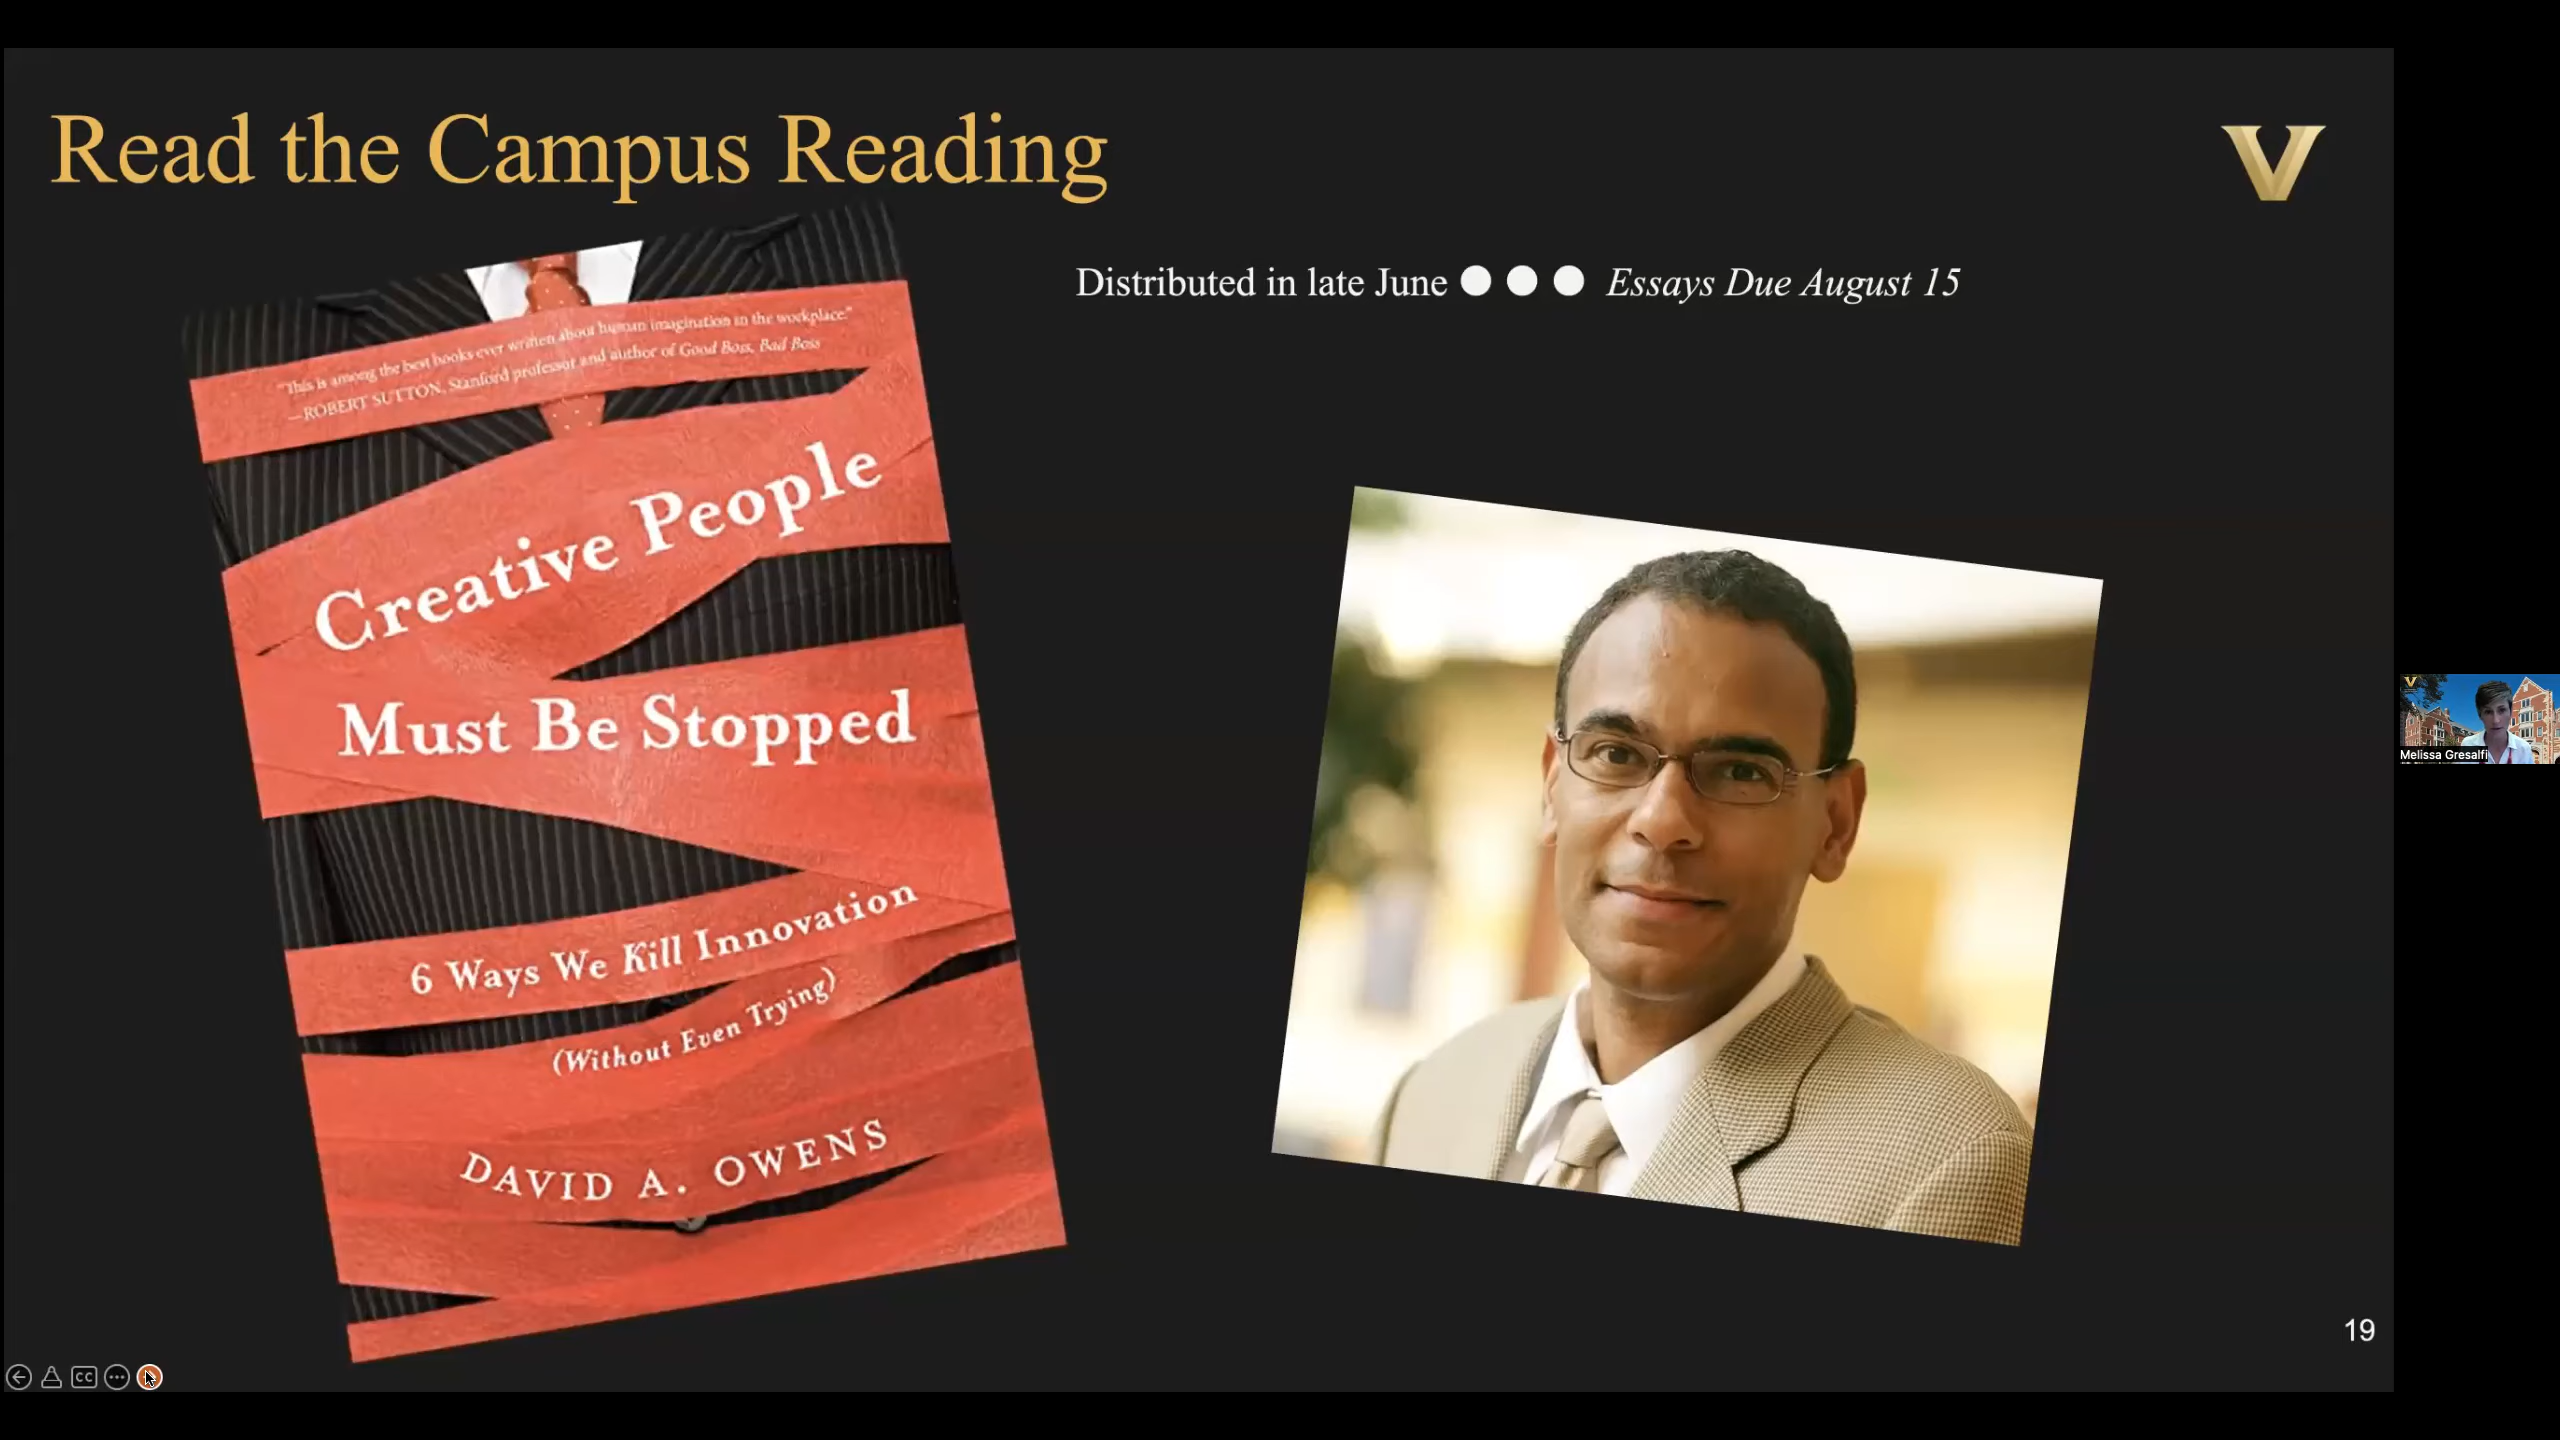 Read the Campus Reading
V
Distributed in late June ● ● ● Essays Due August 15
"This is among the best books ever written about human imagination in the workplace."
—ROBERT SUTTON, Stanford professor and author of Good Boss, Bad Boss
Creative People
Must Be Stopped
6 Ways We Kill Innovation
(Without Even Trying)
DAVID A. OWENS
V
Melissa Gresalfi
19
CC